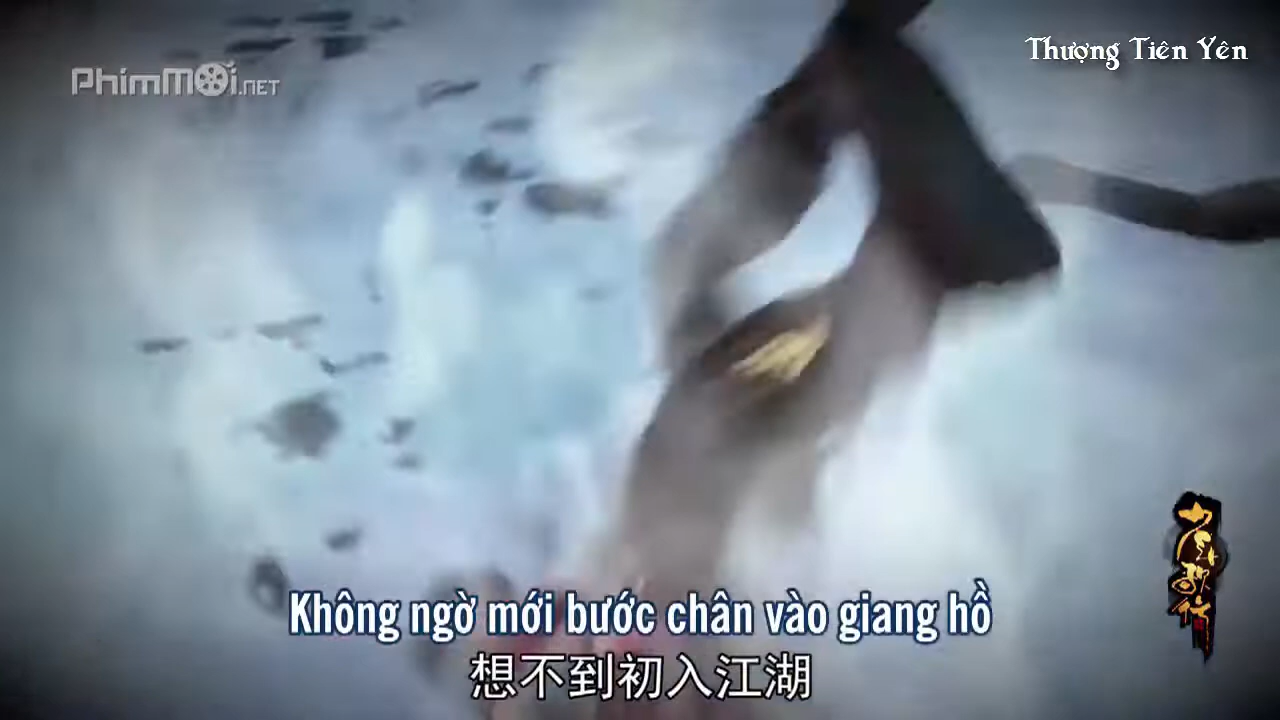 Thượng Tiên Yên
PhimMỚi.NET
Không ngờ mới bước chân vào giang hồ
想不到初入江湖